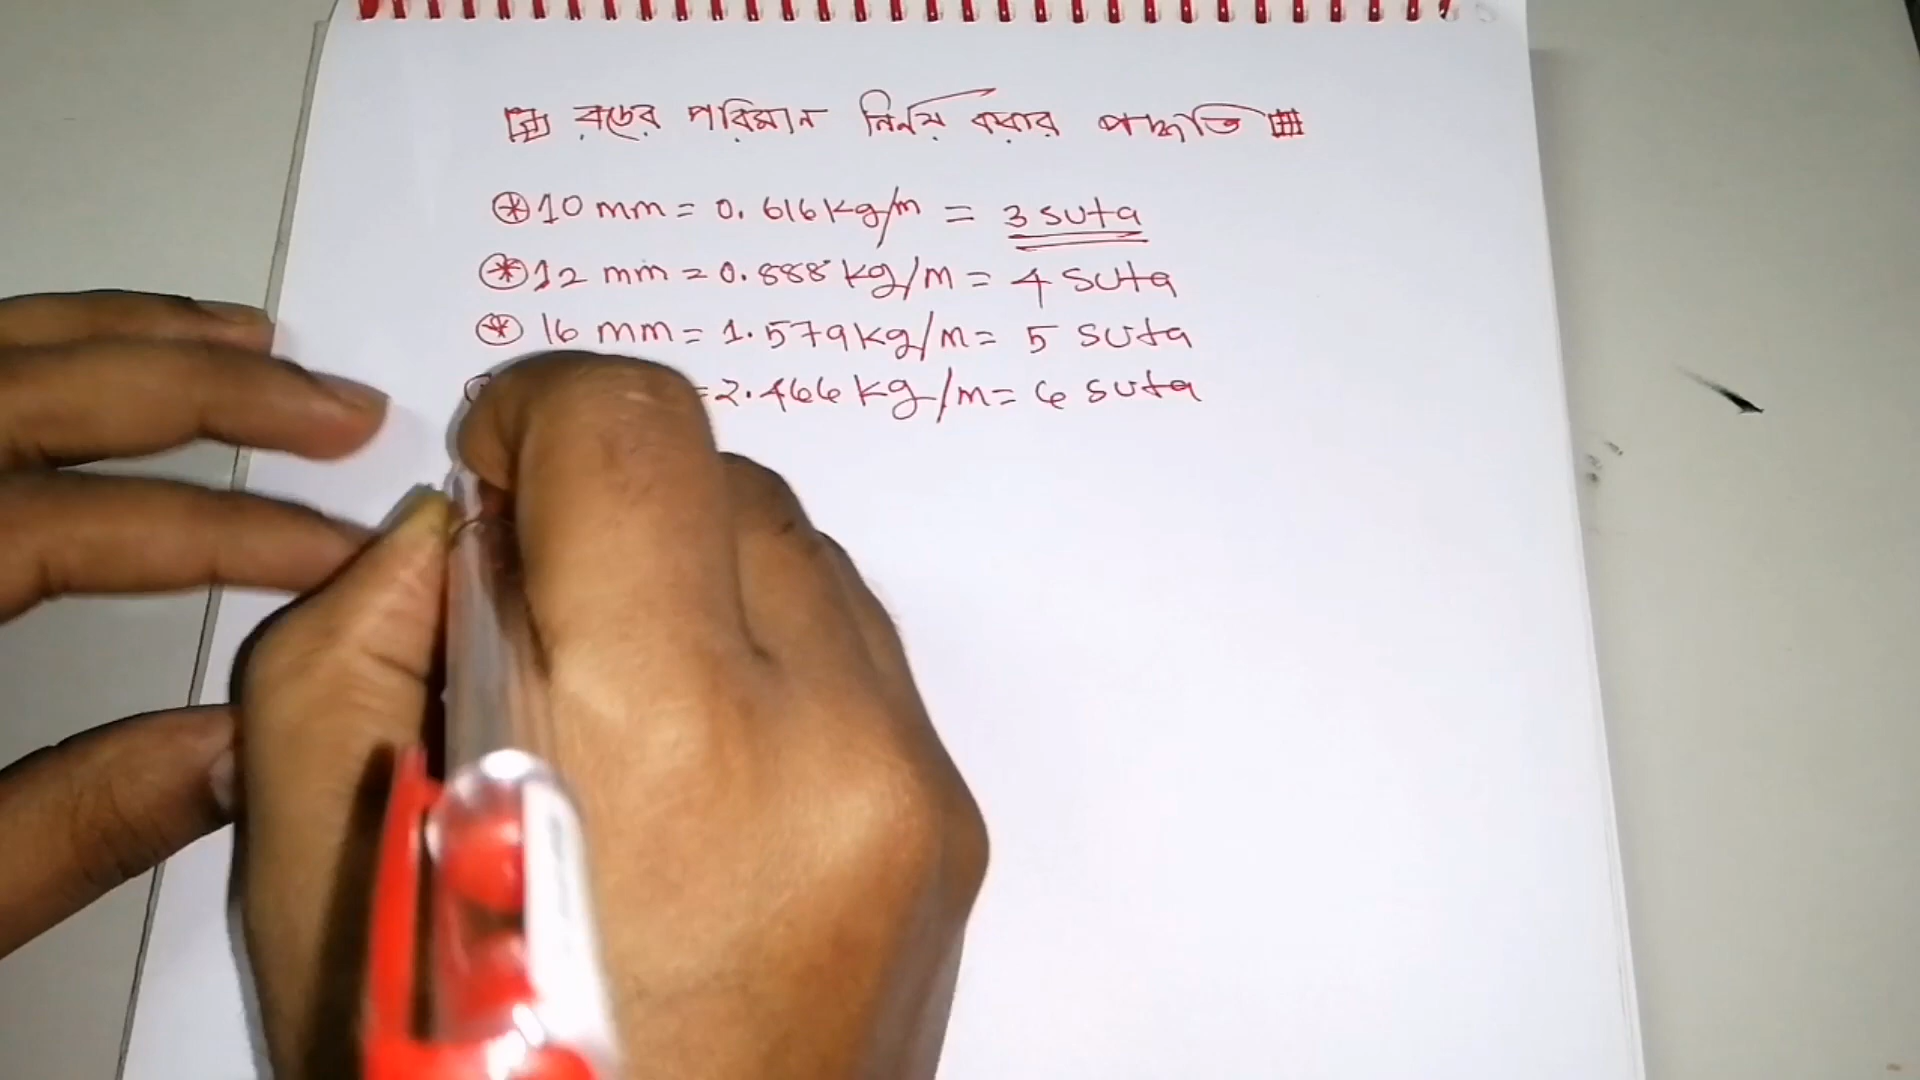 রডের পরিমান নির্নয় করার পদ্ধতি
10 mm = 0.616 kg/m = 3 suta
12 mm = 0.888 kg/m = 4 suta
16 mm = 1.579 kg/m = 5 suta
=2.466 kg/m= 6 suta